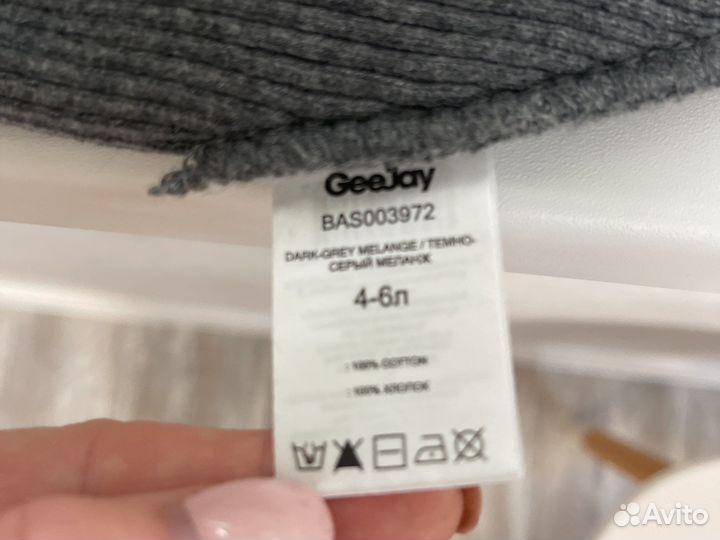 GeeJay
BAS003972
DARK-GREY MELANGE / ТЕМНО-
СЕРЫЙ МЕЛАНЖ
4-6л
: 100% COTTON
: 100% ХЛОПОК
Avito